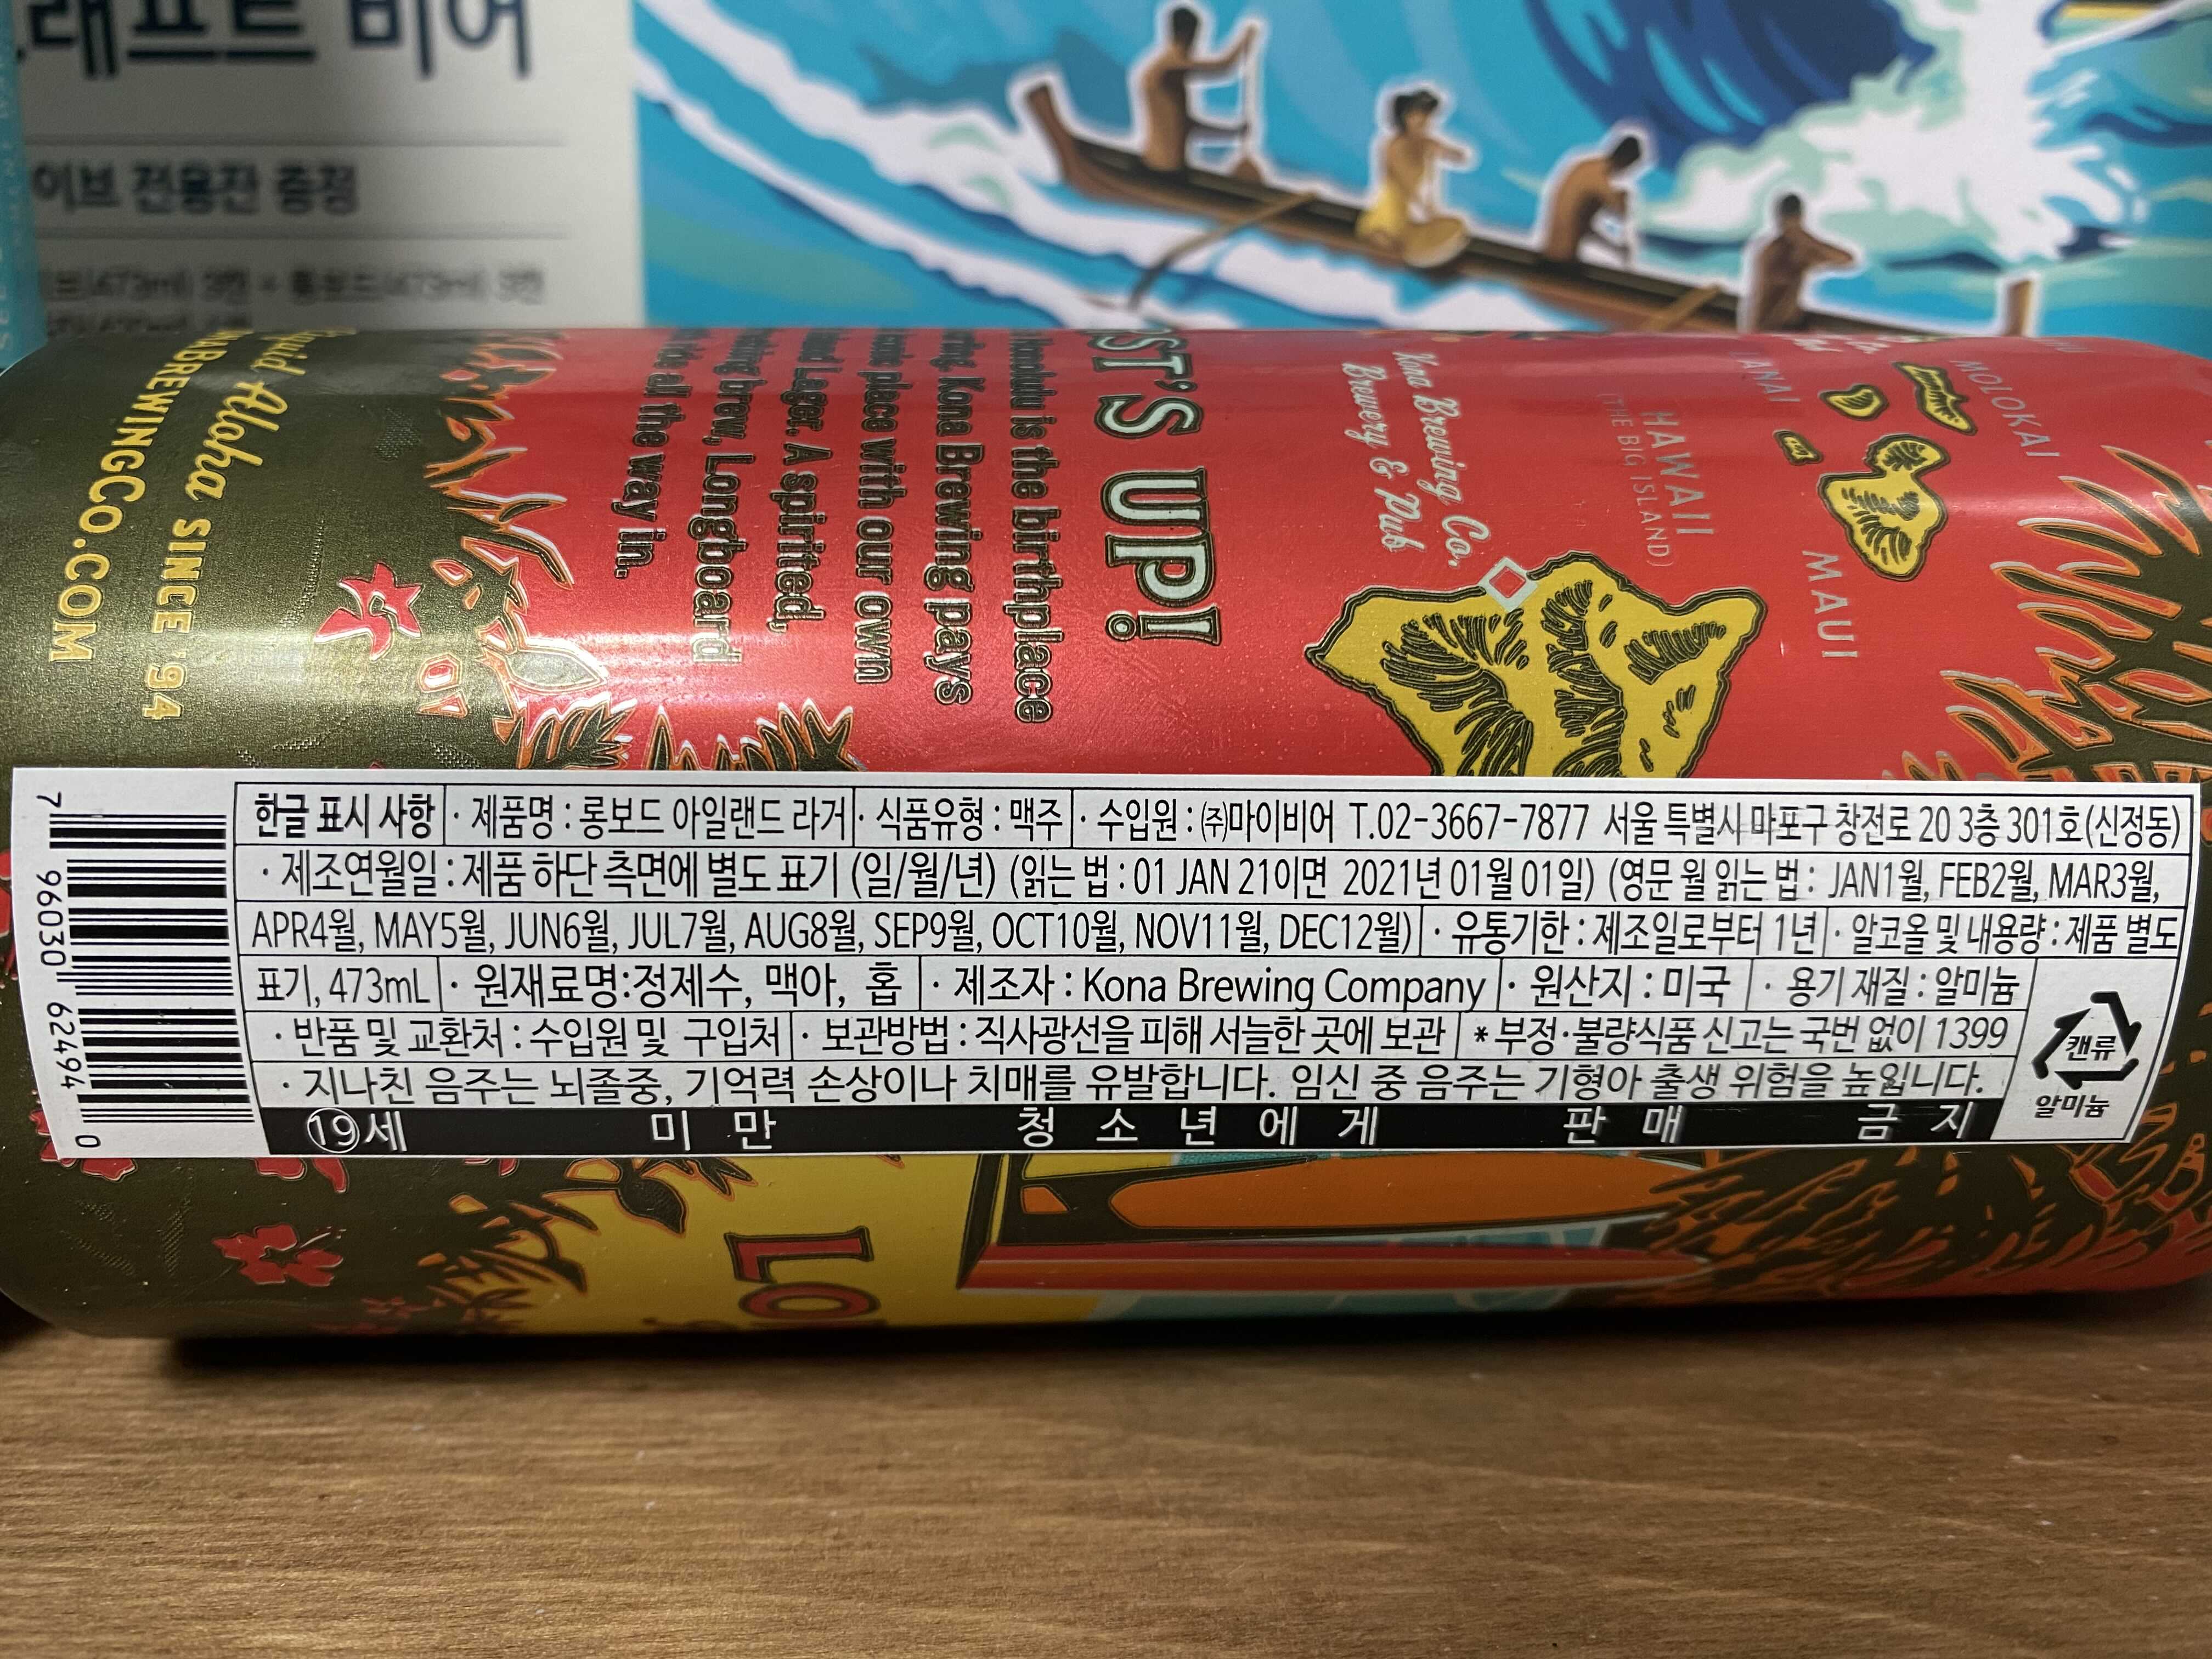 래프트 비어
이브 전용잔 증정
Liquid Aloha SINCE '94
BREWINGCO.COM
UP!
is the birthplace
Kona Brewing pays
place with our own
Lager. A spirited,
brew, Longboard
all the way in.
Kona Brewing Co.
Brewery & Pub
HAWAII
(THE BIG ISLAND)
LANAI
MOLOKAI
MAUI
한글 표시 사항 · 제품명 : 롱보드 아일랜드 라거 · 식품유형 : 맥주 · 수입원 : ㈜마이비어 T.02-3667-7877 서울 특별시 마포구 창전로 20 3층 301호(신정동)
· 제조연월일 : 제품 하단 측면에 별도 표기 (일/월/년) (읽는 법 : 01 JAN 21이면 2021년 01월 01일) (영문 월 읽는 법 : JAN1월, FEB2월, MAR3월,
APR4월, MAY5월, JUN6월, JUL7월, AUG8월, SEP9월, OCT10월, NOV11월, DEC12월) · 유통기한 : 제조일로부터 1년 · 알코올 및 내용량 : 제품 별도
표기, 473mL · 원재료명:정제수, 맥아, 홉 · 제조자 : Kona Brewing Company · 원산지 : 미국 · 용기 재질 : 알미늄
· 반품 및 교환처 : 수입원 및 구입처 · 보관방법 : 직사광선을 피해 서늘한 곳에 보관 * 부정·불량식품 신고는 국번 없이 1399
· 지나친 음주는 뇌졸중, 기억력 손상이나 치매를 유발합니다. 임신 중 음주는 기형아 출생 위험을 높입니다.
⑲세 미만 청소년에게 판매 금지
캔류
알미늄
7 96030 62494 0
LO